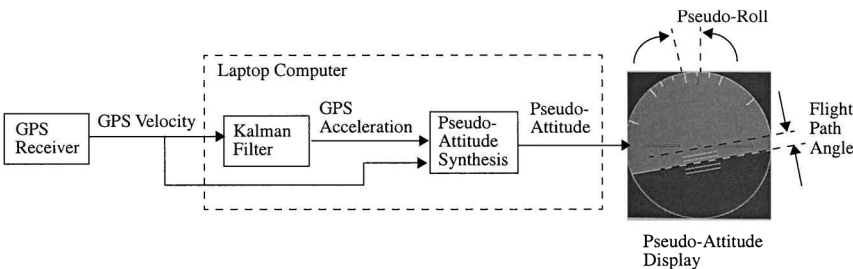 Pseudo-Roll
Laptop Computer
GPS
Receiver
GPS Velocity
Kalman
Filter
GPS
Acceleration
Pseudo-
Attitude
Synthesis
Pseudo-
Attitude
Flight
Path
Angle
Pseudo-Attitude
Display